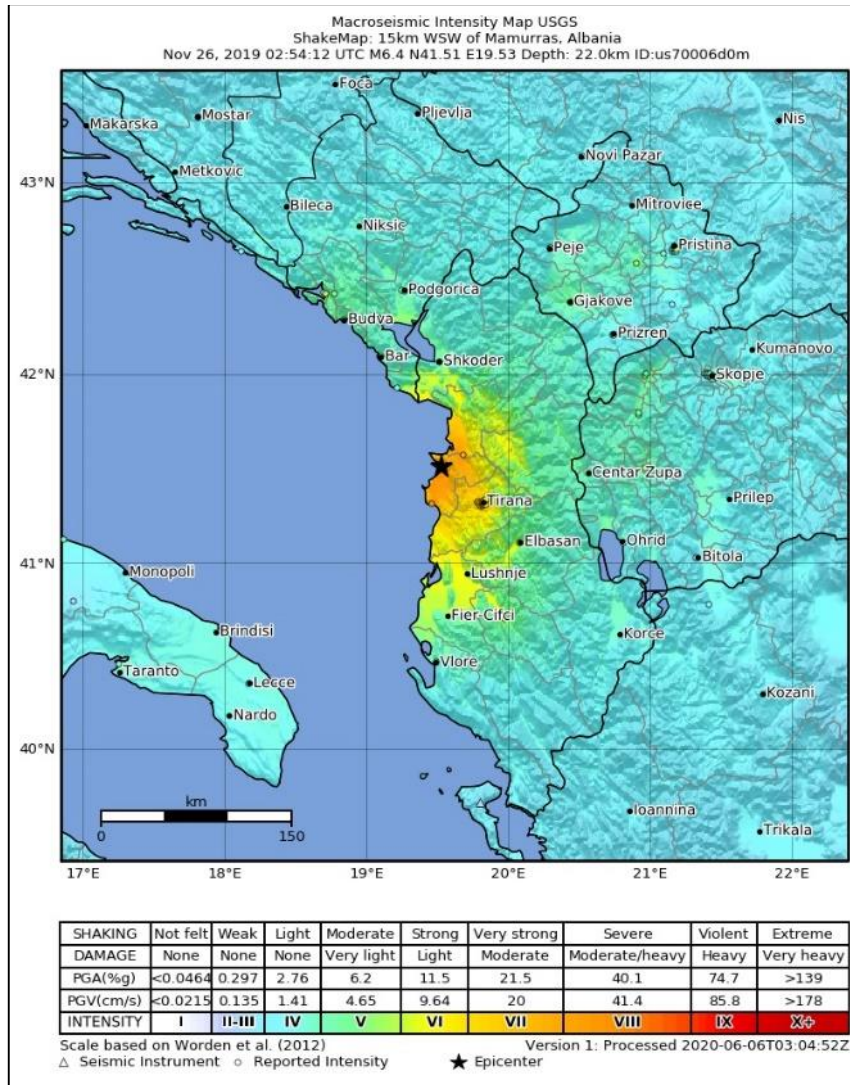 Macroseismic Intensity Map USGS
ShakeMap: 15km WSW of Mamurras, Albania
Nov 26, 2019 02:54:12 UTC M6.4 N41.51 E19.53 Depth: 22.0km ID:us70006d0m
Foca
Pljevlja
Mostar
Nis
Makarska
Novi Pazar
Metkovic
43°N
Bileca
Mitrovice
Niksic
Peje
Pristina
Podgorica
Gjakove
Budva
Prizren
Bar
Shkoder
Kumanovo
42°N
Skopje
Centar Zupa
Tirana
Prilep
Elbasan
Ohrid
41°N
Bitola
Monopoli
Lushnje
Fier-Cifci
Brindisi
Korce
Vlore
Taranto
Lecce
Kozani
Nardo
40°N
km
0 150
Ioannina
Trikala
17°E 18°E 19°E 20°E 21°E 22°E
SHAKING Not felt Weak Light Moderate Strong Very strong Severe Violent Extreme
DAMAGE None None None Very light Light Moderate Moderate/heavy Heavy Very heavy
PGA(%g) <0.0464 0.297 2.76 6.2 11.5 21.5 40.1 74.7 >139
PGV(cm/s) <0.0215 0.135 1.41 4.65 9.64 20 41.4 85.8 >178
INTENSITY I II-III IV V VI VII VIII IX X+
Scale based on Worden et al. (2012) Version 1: Processed 2020-06-06T03:04:52Z
△ Seismic Instrument ○ Reported Intensity ★ Epicenter